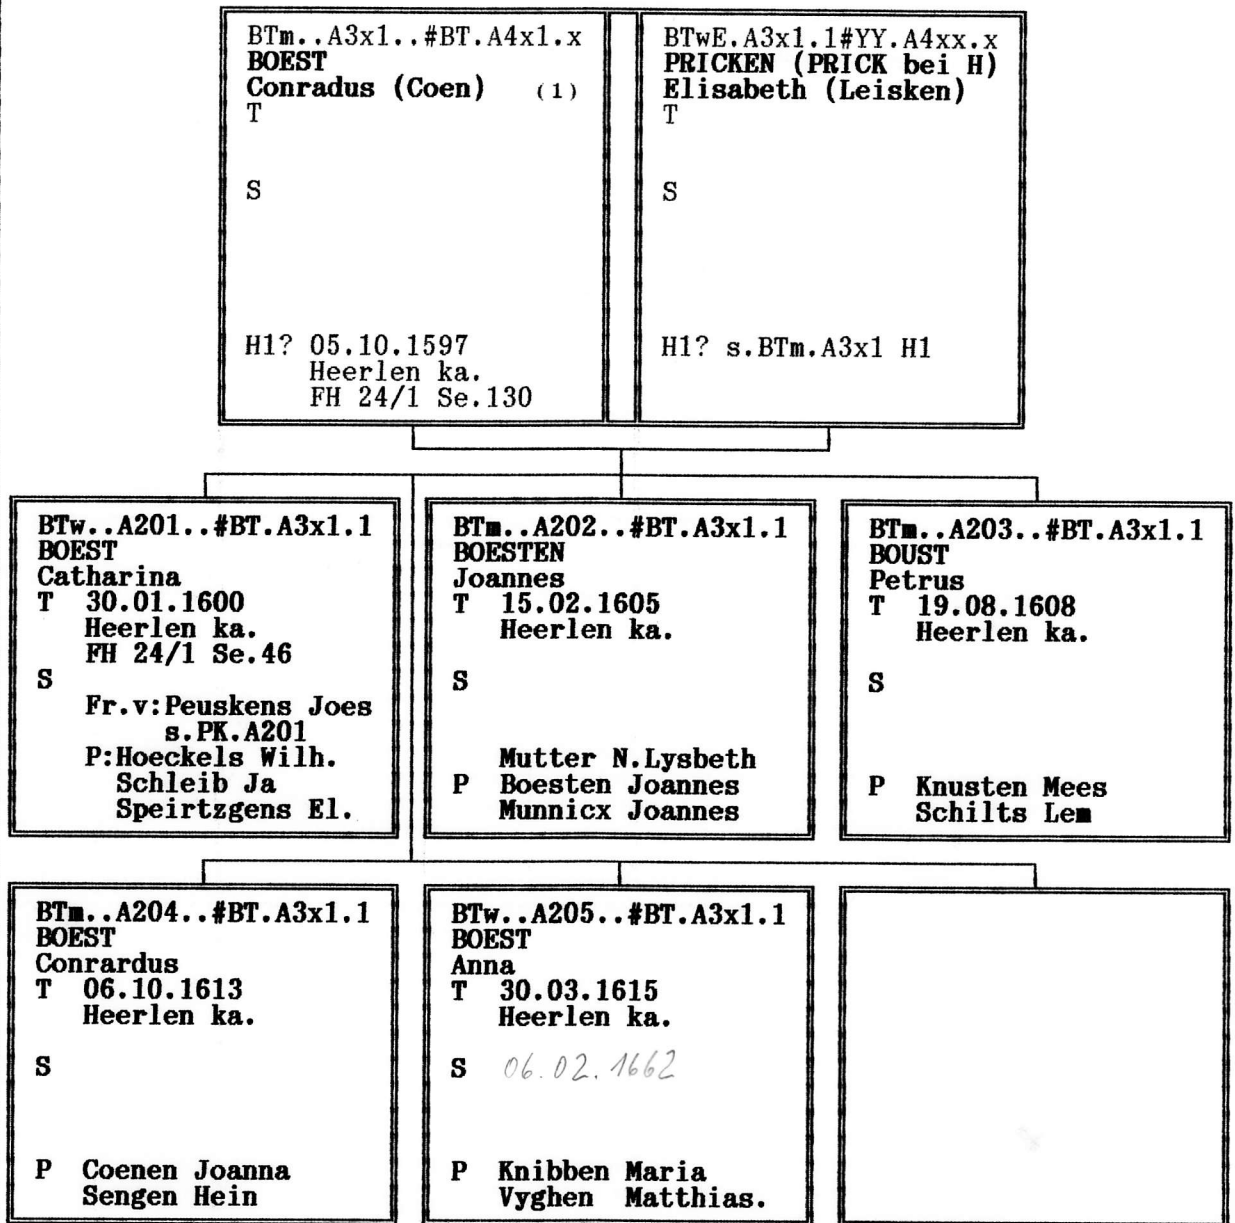 BTm..A3x1..#BT.A4x1.x
BOEST
Conradus (Coen) (1)
T
S
H1? 05.10.1597
Heerlen ka.
FH 24/1 Se.130
BTwE.A3x1.1#YY.A4xx.x
PRICKEN (PRICK bei H)
Elisabeth (Leisken)
T
S
H1? s.BTm.A3x1 H1
BTw..A201..#BT.A3x1.1
BOEST
Catharina
T 30.01.1600
Heerlen ka.
FH 24/1 Se.46
S
Fr.v:Peuskens Joes
s.PK.A201
P:Hoeckels Wilh.
Schleib Ja
Speirtzgens El.
BTm..A202..#BT.A3x1.1
BOESTEN
Joannes
T 15.02.1605
Heerlen ka.
S
Mutter N.Lysbeth
P Boesten Joannes
Munnicx Joannes
BTm..A203..#BT.A3x1.1
BOUST
Petrus
T 19.08.1608
Heerlen ka.
S
P Knusten Mees
Schilts Lem
BTm..A204..#BT.A3x1.1
BOEST
Conrardus
T 06.10.1613
Heerlen ka.
S
P Coenen Joanna
Sengen Hein
BTw..A205..#BT.A3x1.1
BOEST
Anna
T 30.03.1615
Heerlen ka.
S 06.02.1662
P Knibben Maria
Vyghen Matthias.